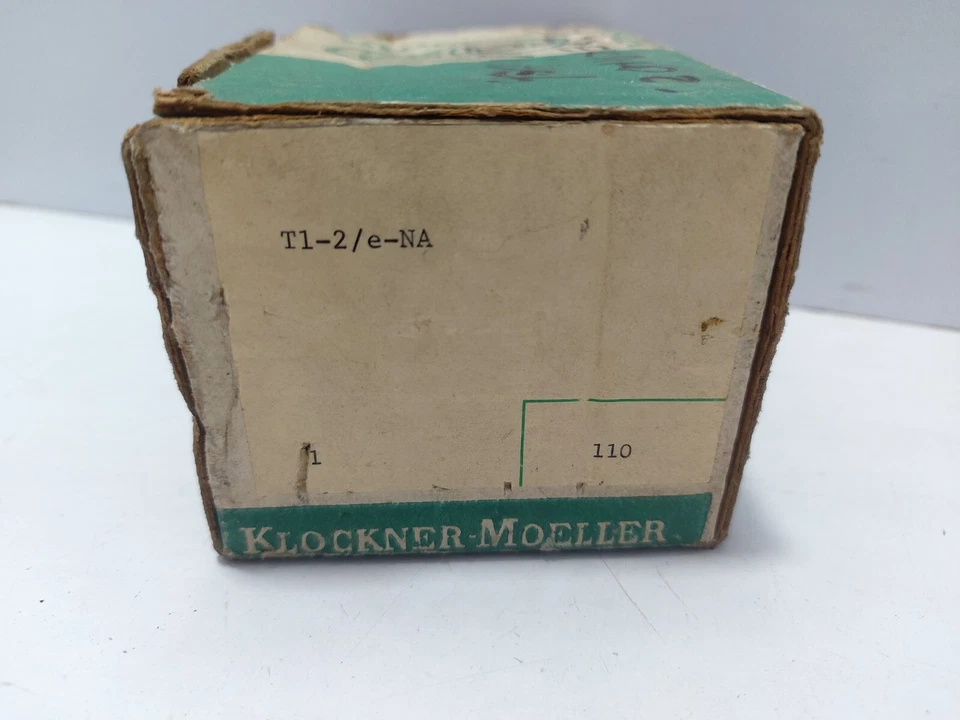 T1-2/e-NA
1
110
KLOCKNER-MOELLER